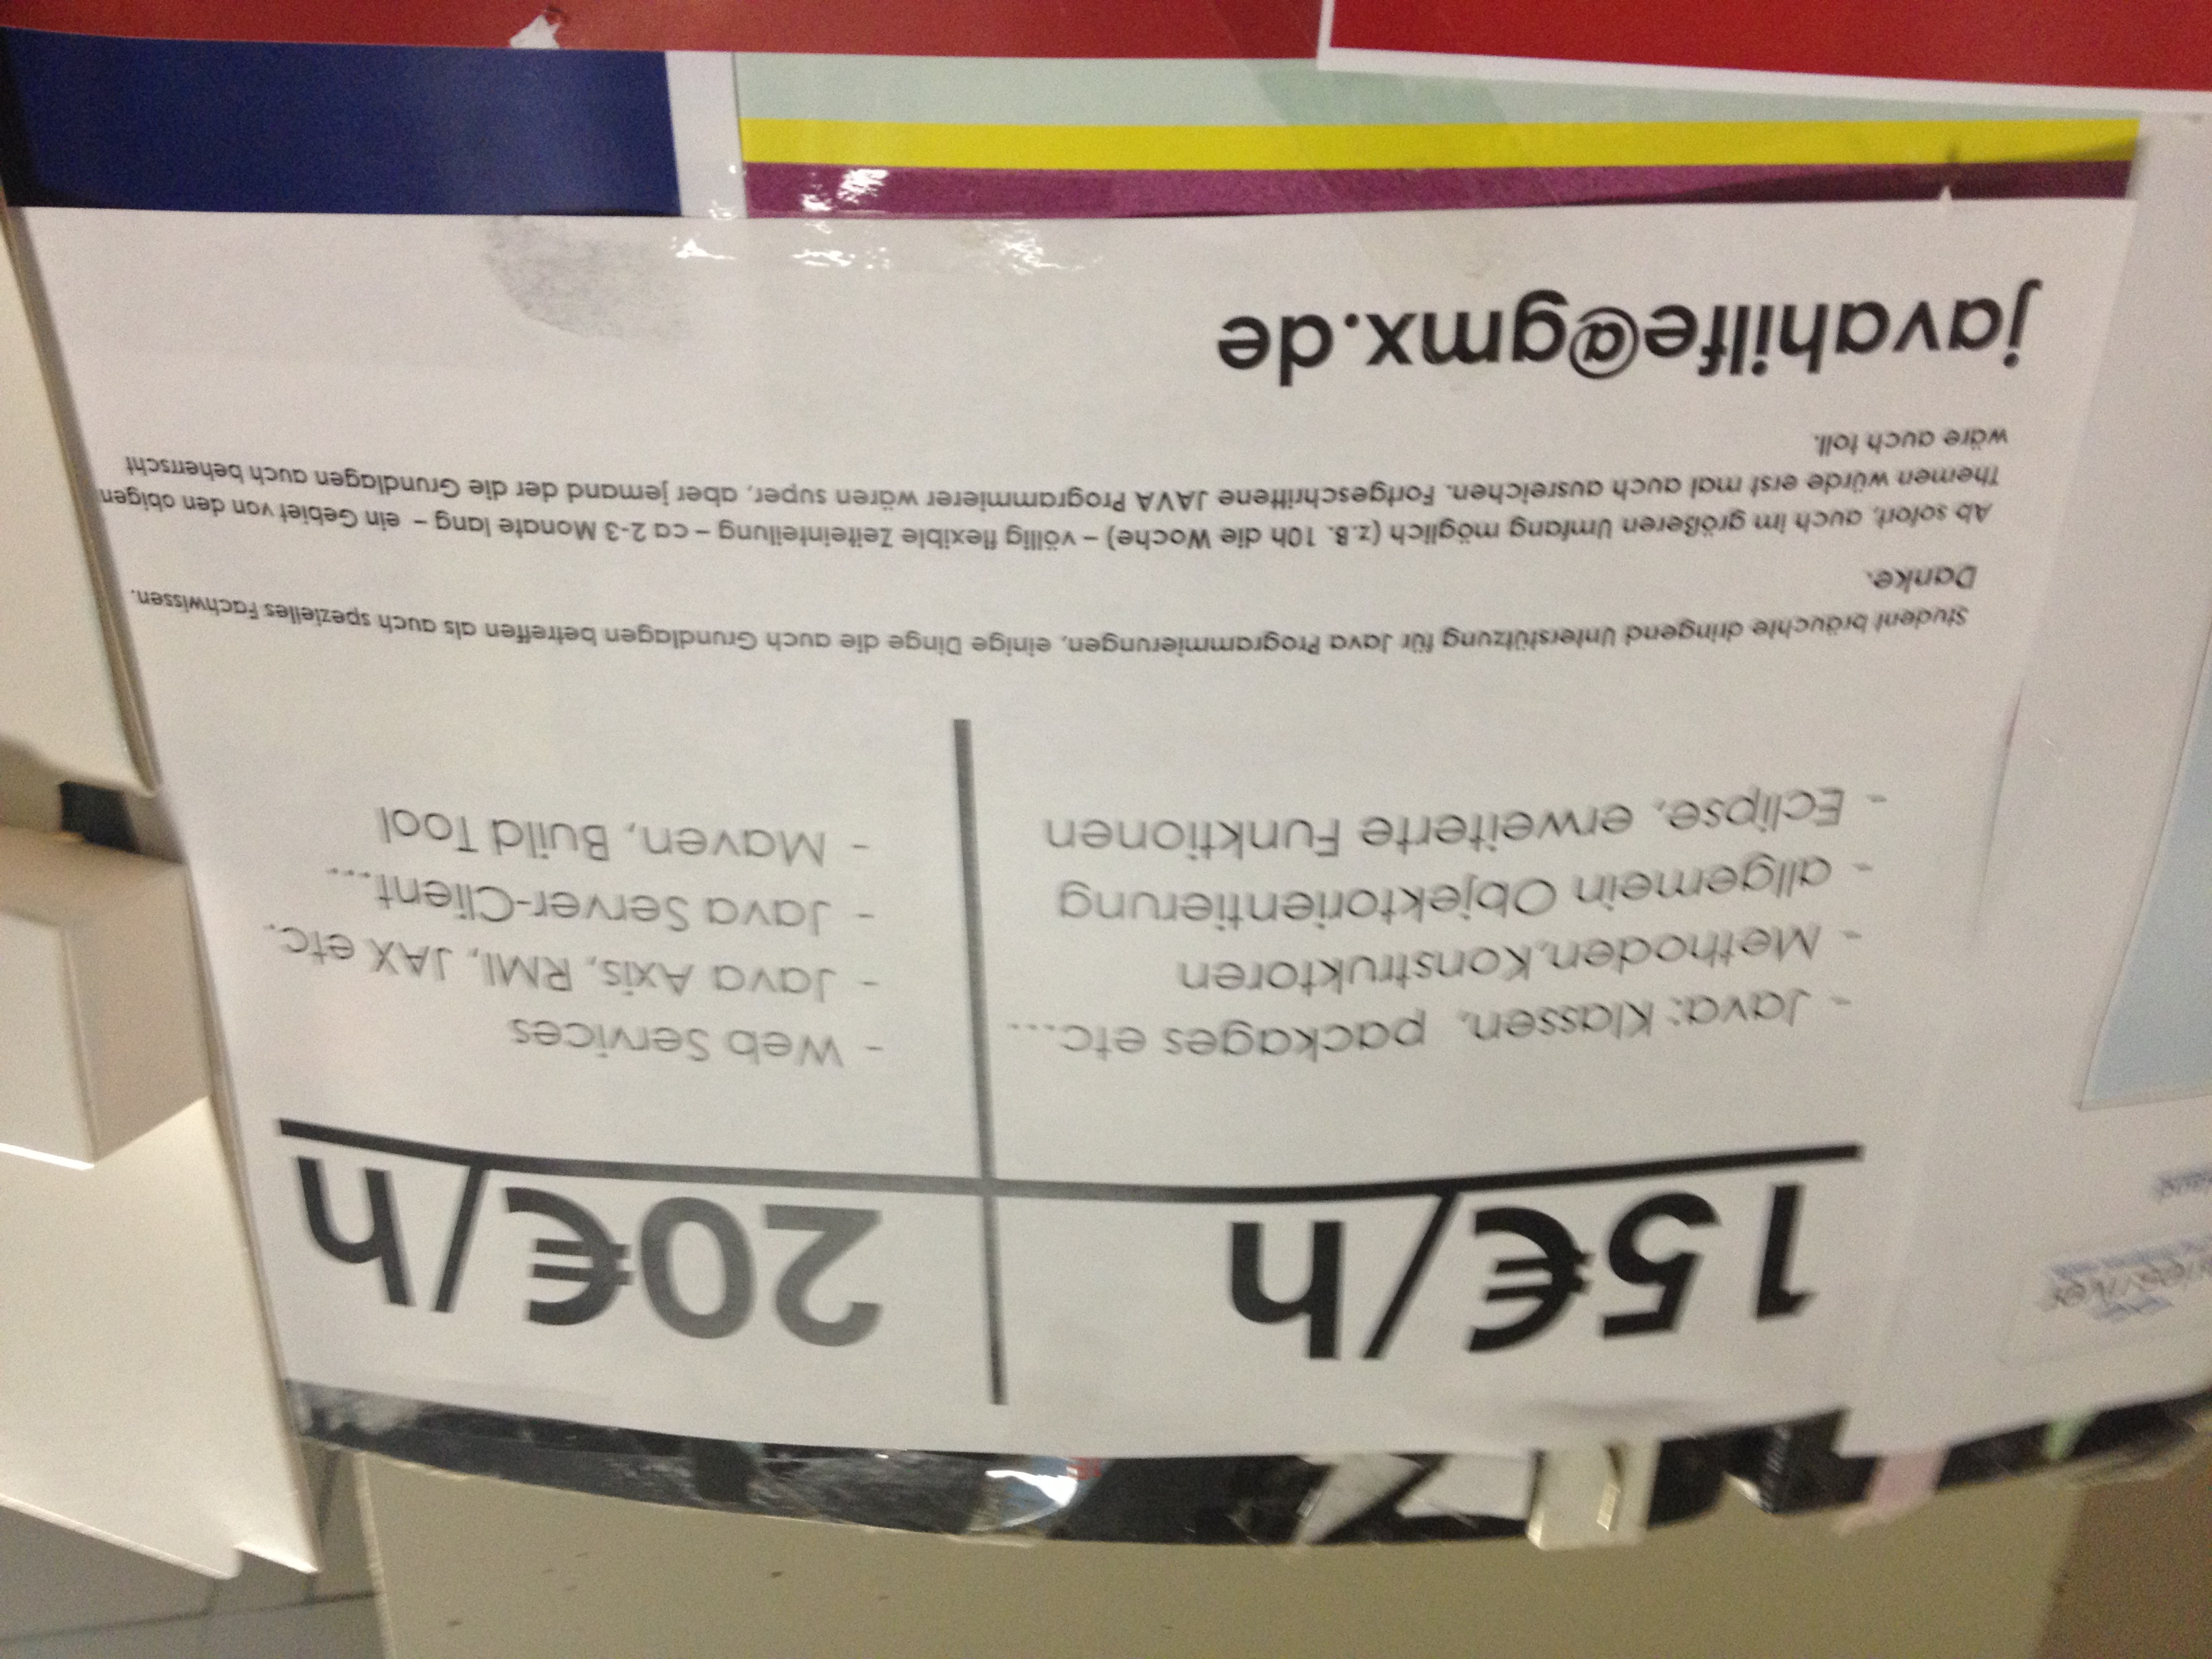 15€/h
- Java: Klassen, packages etc....
- Methoden,Konstruktoren
- allgemein Objektorientierung
- Eclipse, erweiterte Funktionen
20€/h
- Web Services
- Java Axis, RMI, JAX etc.
- Java Server-Client....
- Maven, Build Tool
Student bräuchte dringend Unterstützung für Java Programmierungen, einige Dinge die auch Grundlagen betreffen als auch spezielles Fachwissen.
Danke.
Ab sofort, auch im größeren Umfang möglich (z.B. 10h die Woche) – völlig flexible Zeiteinteilung – ca 2-3 Monate lang – ein Gebiet von den obigen
Themen würde erst mal auch ausreichen. Fortgeschrittene JAVA Programmierer wären super, aber jemand der die Grundlagen auch beherrscht
wäre auch toll.
javahilfe@gmx.de